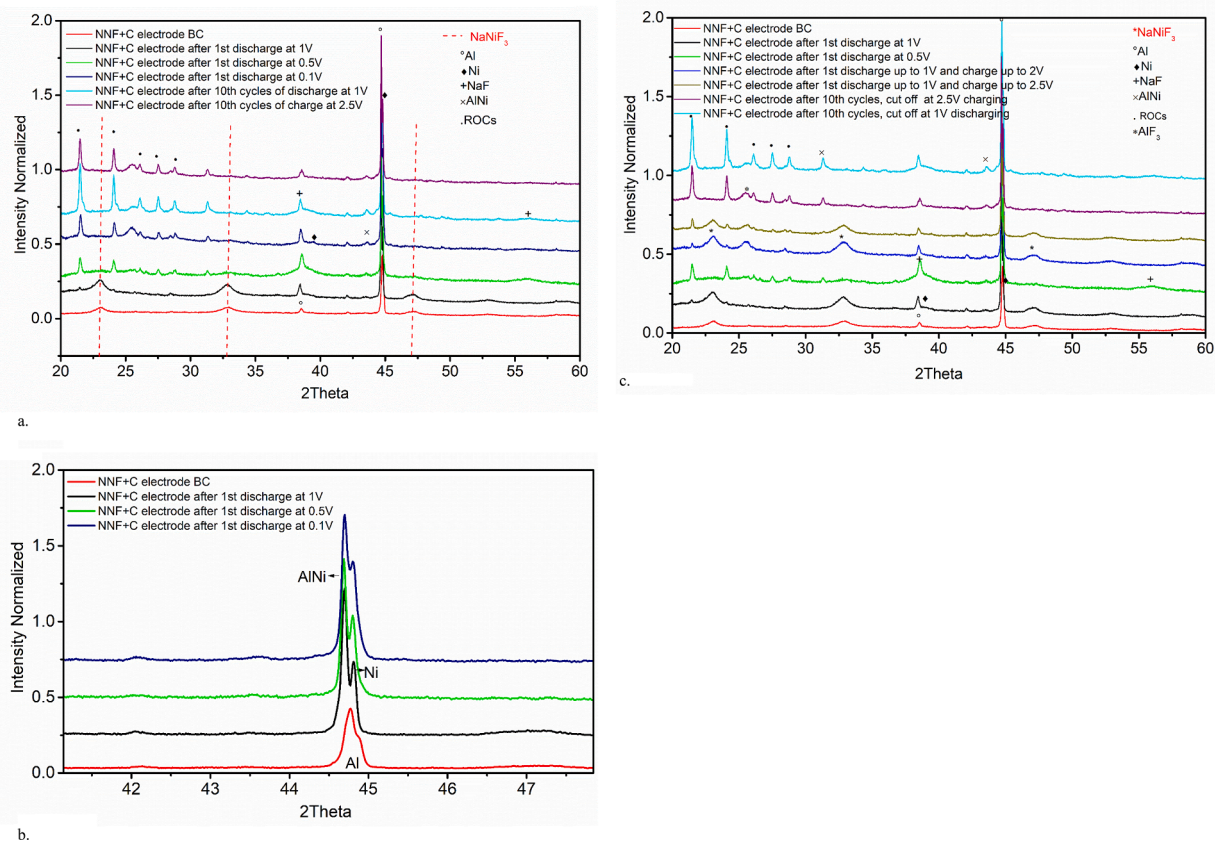 2.0
1.5
1.0
0.5
0.0
Intensity Normalized
NNF+C electrode BC
NNF+C electrode after 1st discharge at 1V
NNF+C electrode after 1st discharge at 0.5V
NNF+C electrode after 1st discharge at 0.1V
NNF+C electrode after 10th cycles of discharge at 1V
NNF+C electrode after 10th cycles of charge at 2.5V
NaNiF3
°Al
♦Ni
+NaF
×AlNi
.ROCs
20 25 30 35 40 45 50 55 60
2Theta
a.
2.0
1.5
1.0
0.5
0.0
Intensity Normalized
NNF+C electrode BC
NNF+C electrode after 1st discharge at 1V
NNF+C electrode after 1st discharge at 0.5V
NNF+C electrode after 1st discharge up to 1V and charge up to 2V
NNF+C electrode after 1st discharge up to 1V and charge up to 2.5V
NNF+C electrode after 10th cycles, cut off at 2.5V charging
NNF+C electrode after 10th cycles, cut off at 1V discharging
*NaNiF3
°Al
♦Ni
+NaF
×AlNi
. ROCs
*AlF3
20 25 30 35 40 45 50 55 60
2Theta
c.
2.0
1.5
1.0
0.5
0.0
Intensity Normalized
NNF+C electrode BC
NNF+C electrode after 1st discharge at 1V
NNF+C electrode after 1st discharge at 0.5V
NNF+C electrode after 1st discharge at 0.1V
AlNi
Ni
Al
42 43 44 45 46 47
2Theta
b.